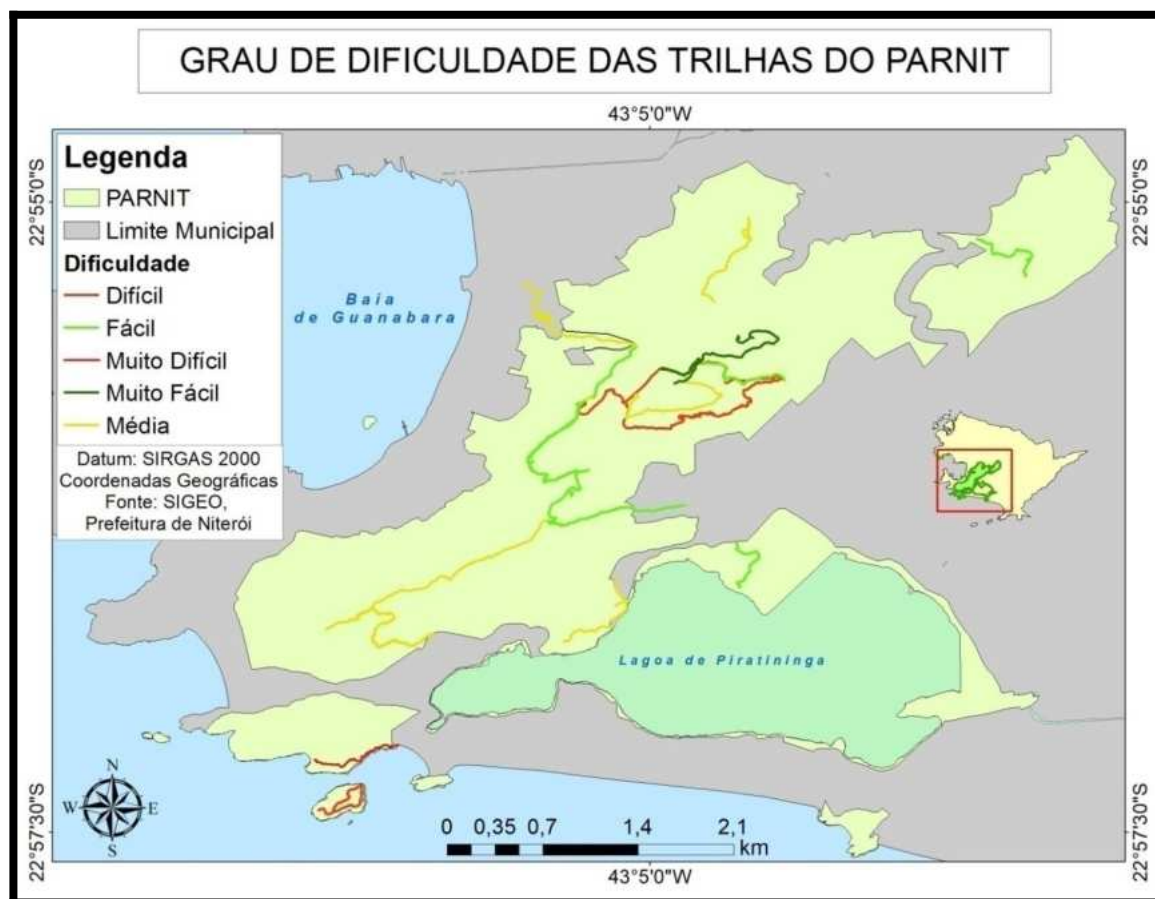 GRAU DE DIFICULDADE DAS TRILHAS DO PARNIT
43°5'0"W
Legenda
PARNIT
Limite Municipal
Dificuldade
Difícil
Fácil
Muito Difícil
Muito Fácil
Média
Datum: SIRGAS 2000
Coordenadas Geográficas
Fonte: SIGEO,
Prefeitura de Niterói
22°55'0"S
22°55'0"S
Baia
de Guanabara
Lagoa de Piratininga
N
W E
S
0 0,35 0,7 1,4 2,1
km
22°57'30"S
22°57'30"S
43°5'0"W